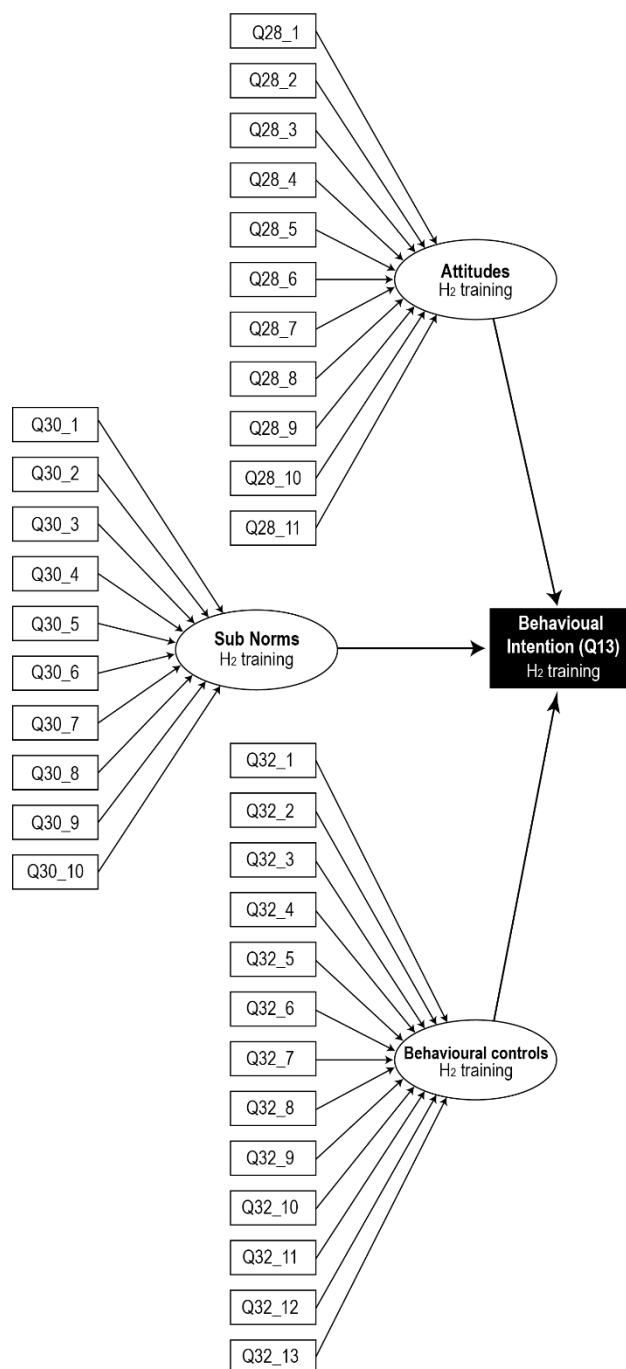 Q28_1
Q28_2
Q28_3
Q28_4
Q28_5
Q28_6
Q28_7
Q28_8
Q28_9
Q28_10
Q28_11
Attitudes
H₂ training
Q30_1
Q30_2
Q30_3
Q30_4
Q30_5
Q30_6
Q30_7
Q30_8
Q30_9
Q30_10
Sub Norms
H₂ training
Behavioual
Intention (Q13)
H₂ training
Q32_1
Q32_2
Q32_3
Q32_4
Q32_5
Q32_6
Q32_7
Q32_8
Q32_9
Q32_10
Q32_11
Q32_12
Q32_13
Behavioural controls
H₂ training